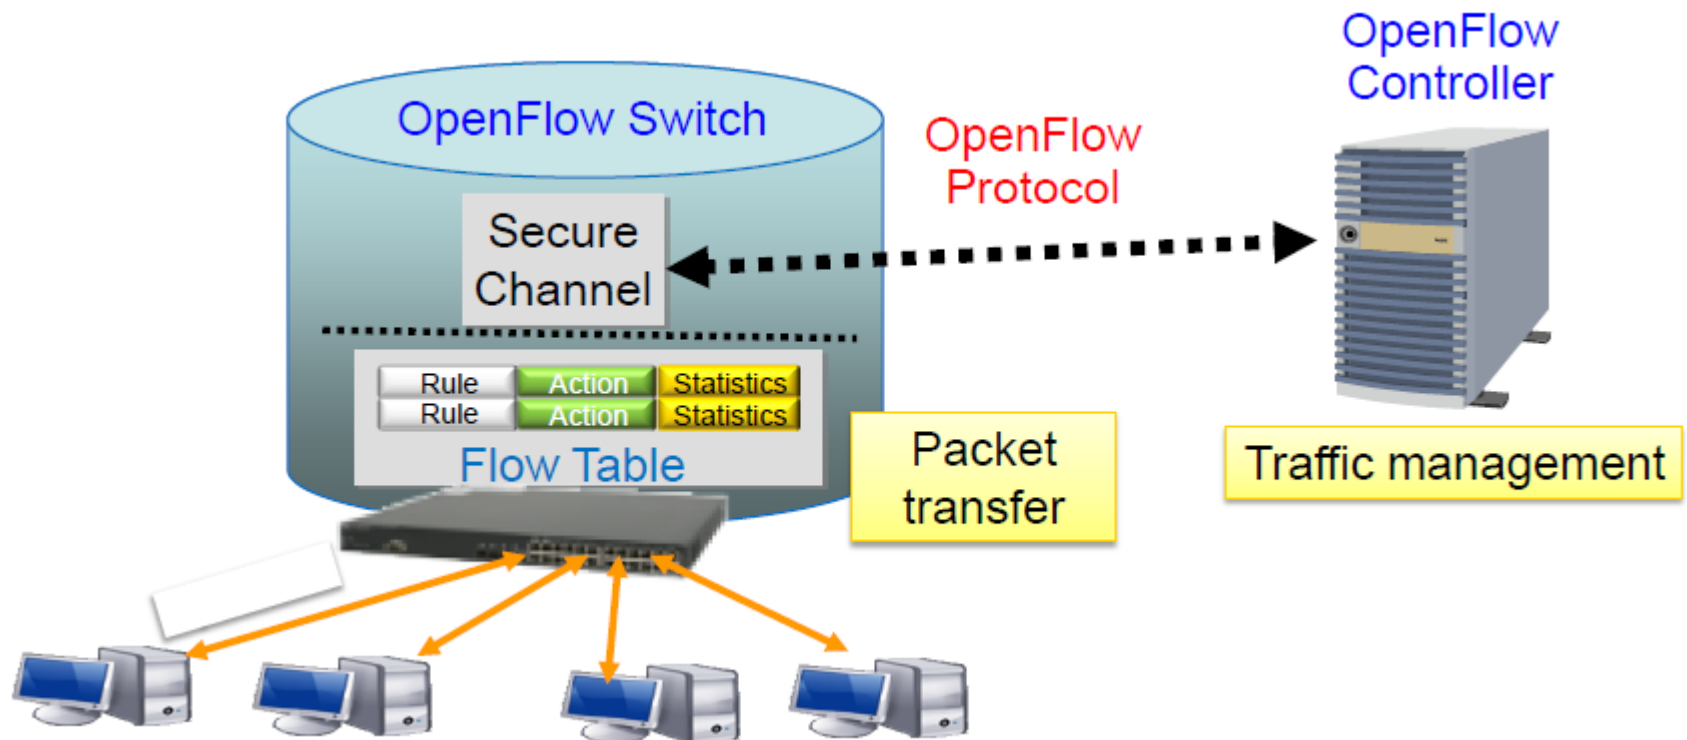 OpenFlow
Controller
OpenFlow Switch
OpenFlow
Protocol
Secure
Channel
Rule Action Statistics
Rule Action Statistics
Flow Table
Packet
transfer
Traffic management